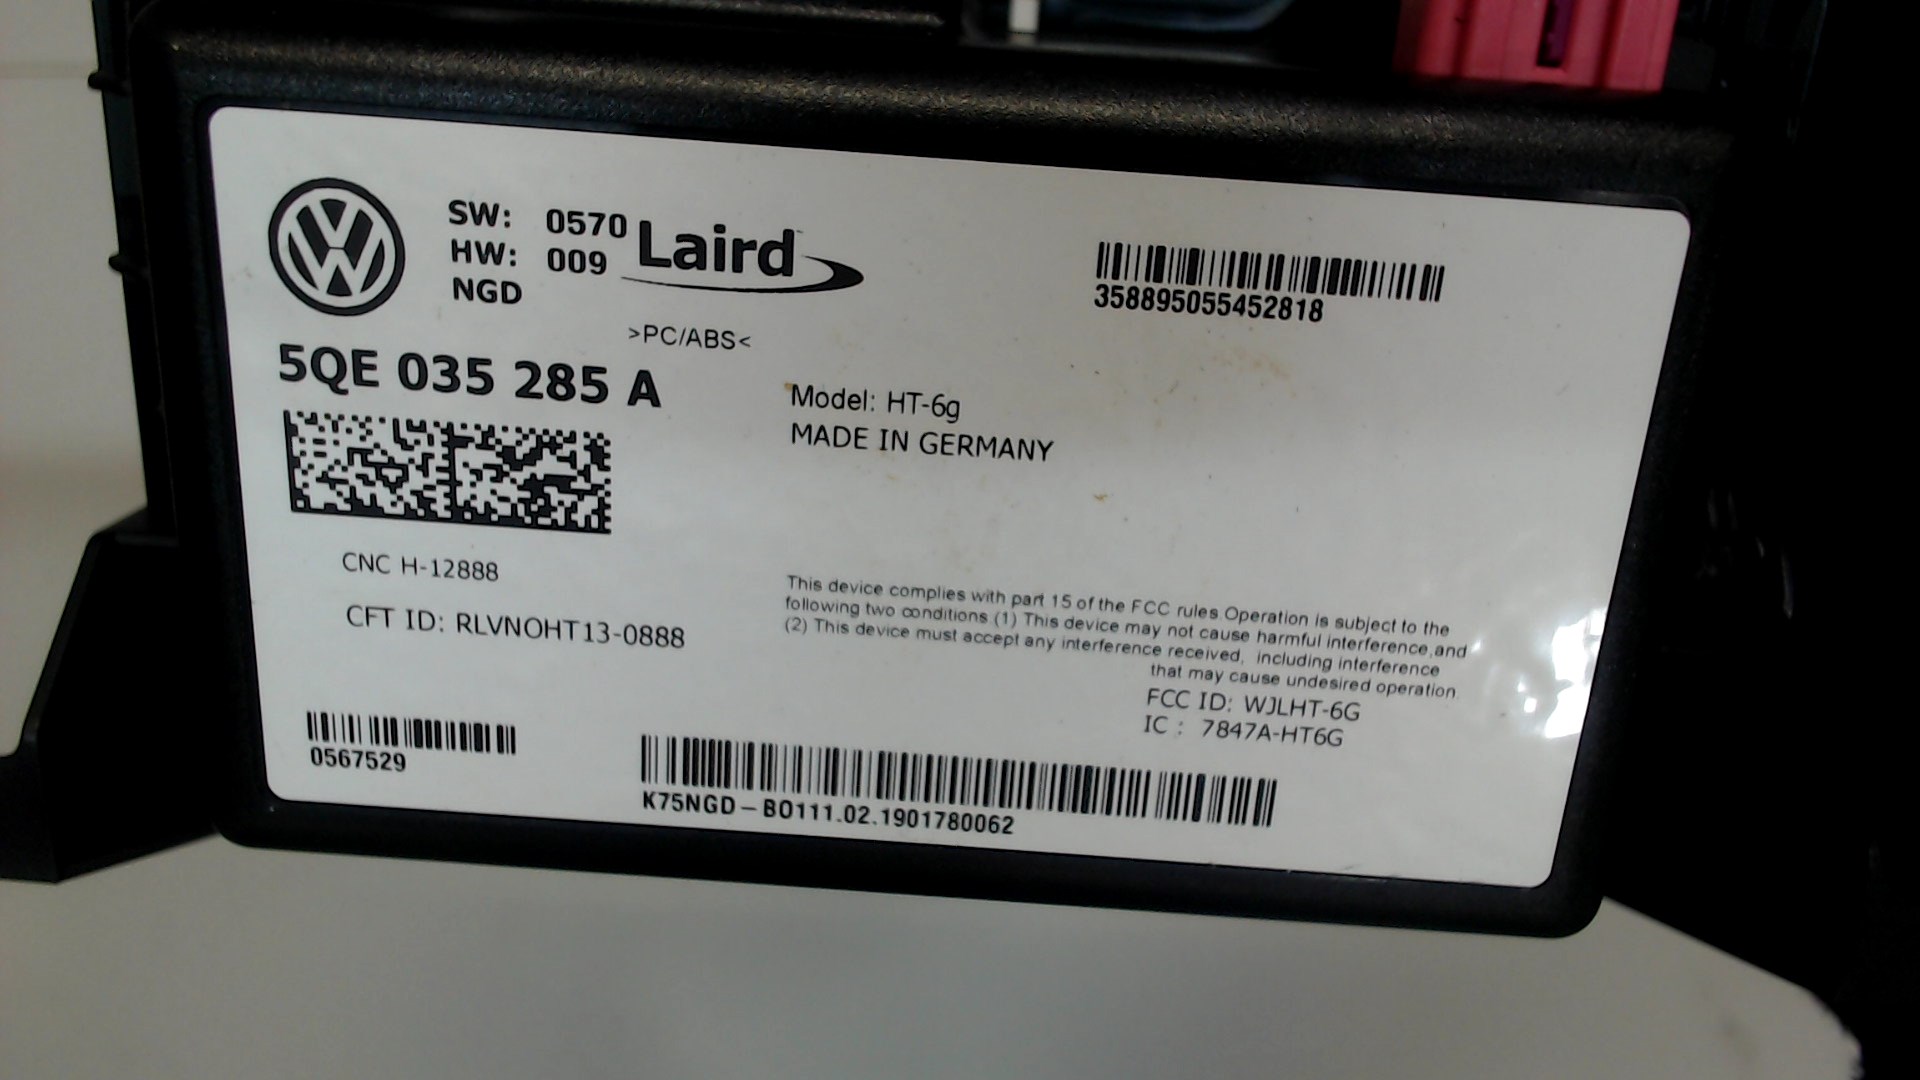 SW: 0570
HW: 009
NGD
Laird
358895055452818
>PC/ABS<
5QE 035 285 A
Model: HT-6g
MADE IN GERMANY
CNC H-12888
CFT ID: RLVNOHT13-0888
This device complies with part 15 of the FCC rules.Operation is subject to the
following two conditions (1) This device may not cause harmful interference,and
(2) This device must accept any interference received, including interference
that may cause undesired operation.
FCC ID: WJLHT-6G
IC : 7847A-HT6G
0567529
K75NGD-BO111.02.1901780062